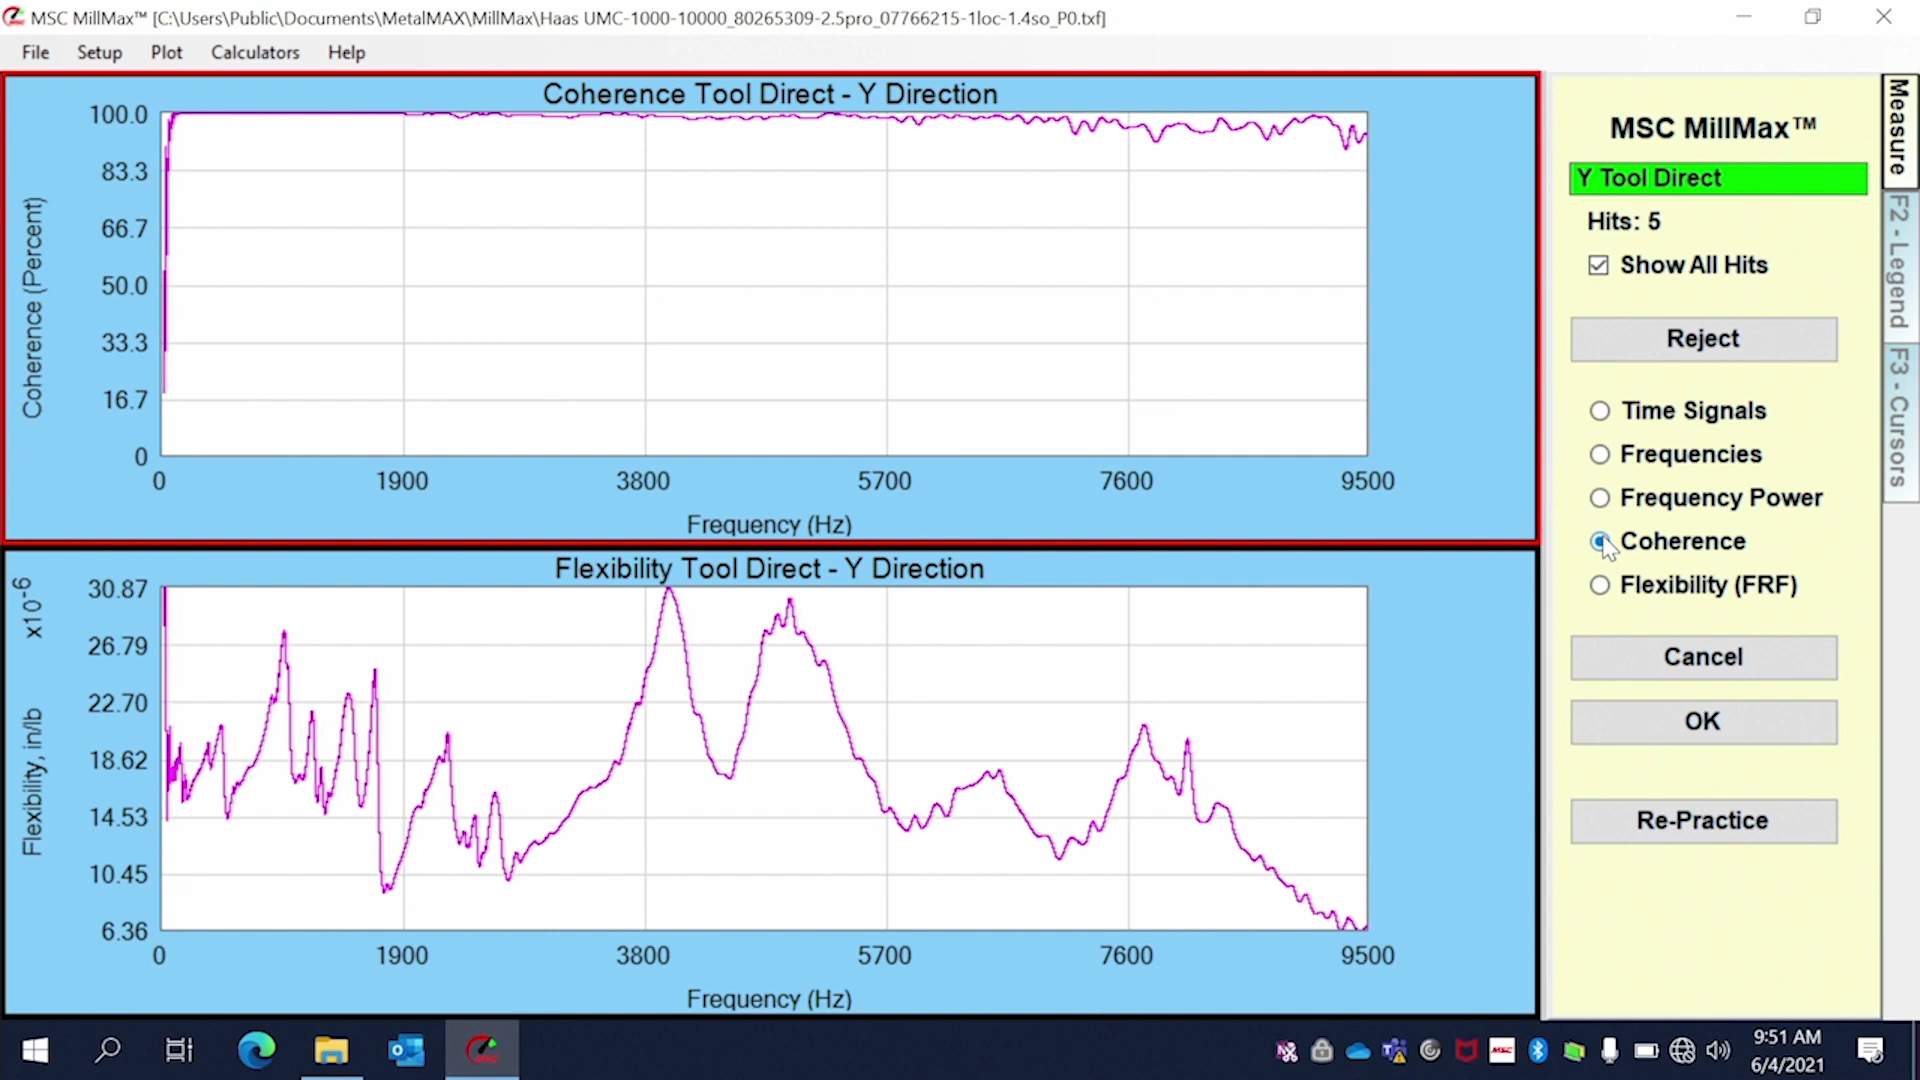 MSC MillMax™ [C:\Users\Public\Documents\MetalMAX\MillMax\Haas UMC-1000-10000_80265309-2.5pro_07766215-1loc-1.4so_P0.txf]
File Setup Plot Calculators Help
Coherence Tool Direct - Y Direction
Coherence (Percent)
100.0
83.3
66.7
50.0
33.3
16.7
0
0 1900 3800 5700 7600 9500
Frequency (Hz)
Flexibility Tool Direct - Y Direction
x10-6
Flexibility, in/lb
30.87
26.79
22.70
18.62
14.53
10.45
6.36
0 1900 3800 5700 7600 9500
Frequency (Hz)
MSC MillMax™
Y Tool Direct
Hits: 5
Show All Hits
Reject
Time Signals
Frequencies
Frequency Power
Coherence
Flexibility (FRF)
Cancel
OK
Re-Practice
Measure
F2 - Legend
F3 - Cursors
MSC
9:51 AM
6/4/2021